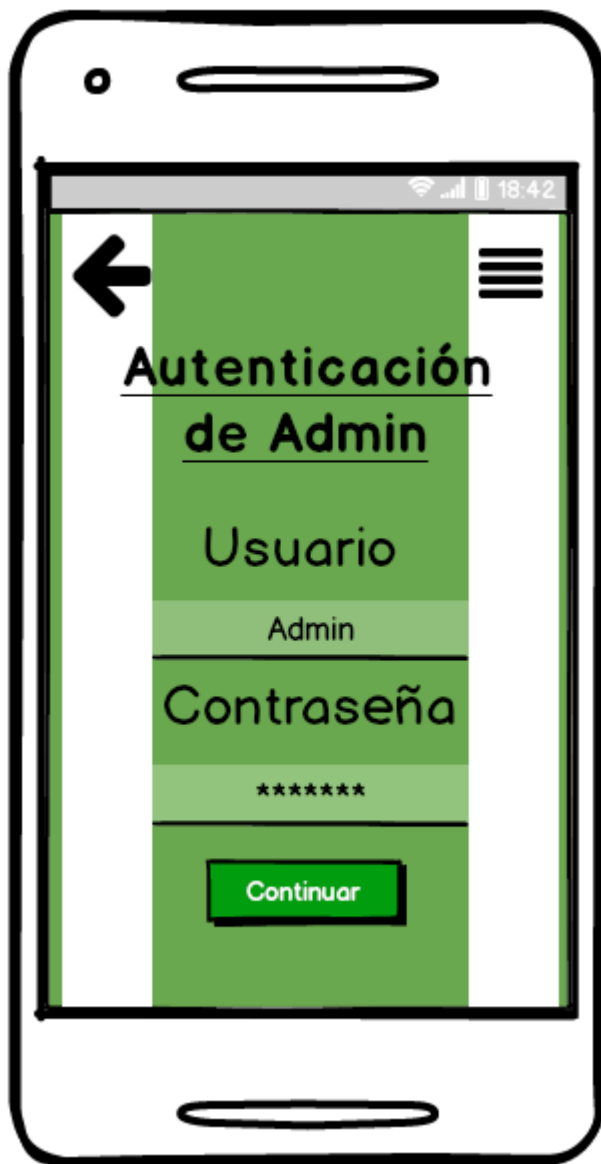 18:42
Autenticación
de Admin
Usuario
Admin
Contraseña
*******
Continuar